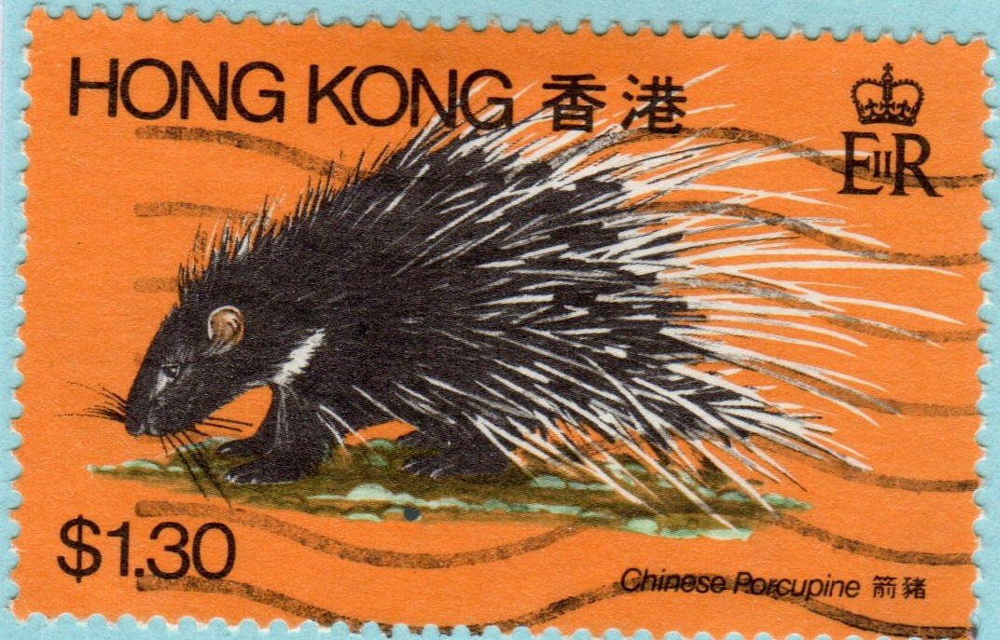 HONG KONG 香港
EIIR
$1.30
Chinese Porcupine 箭豬